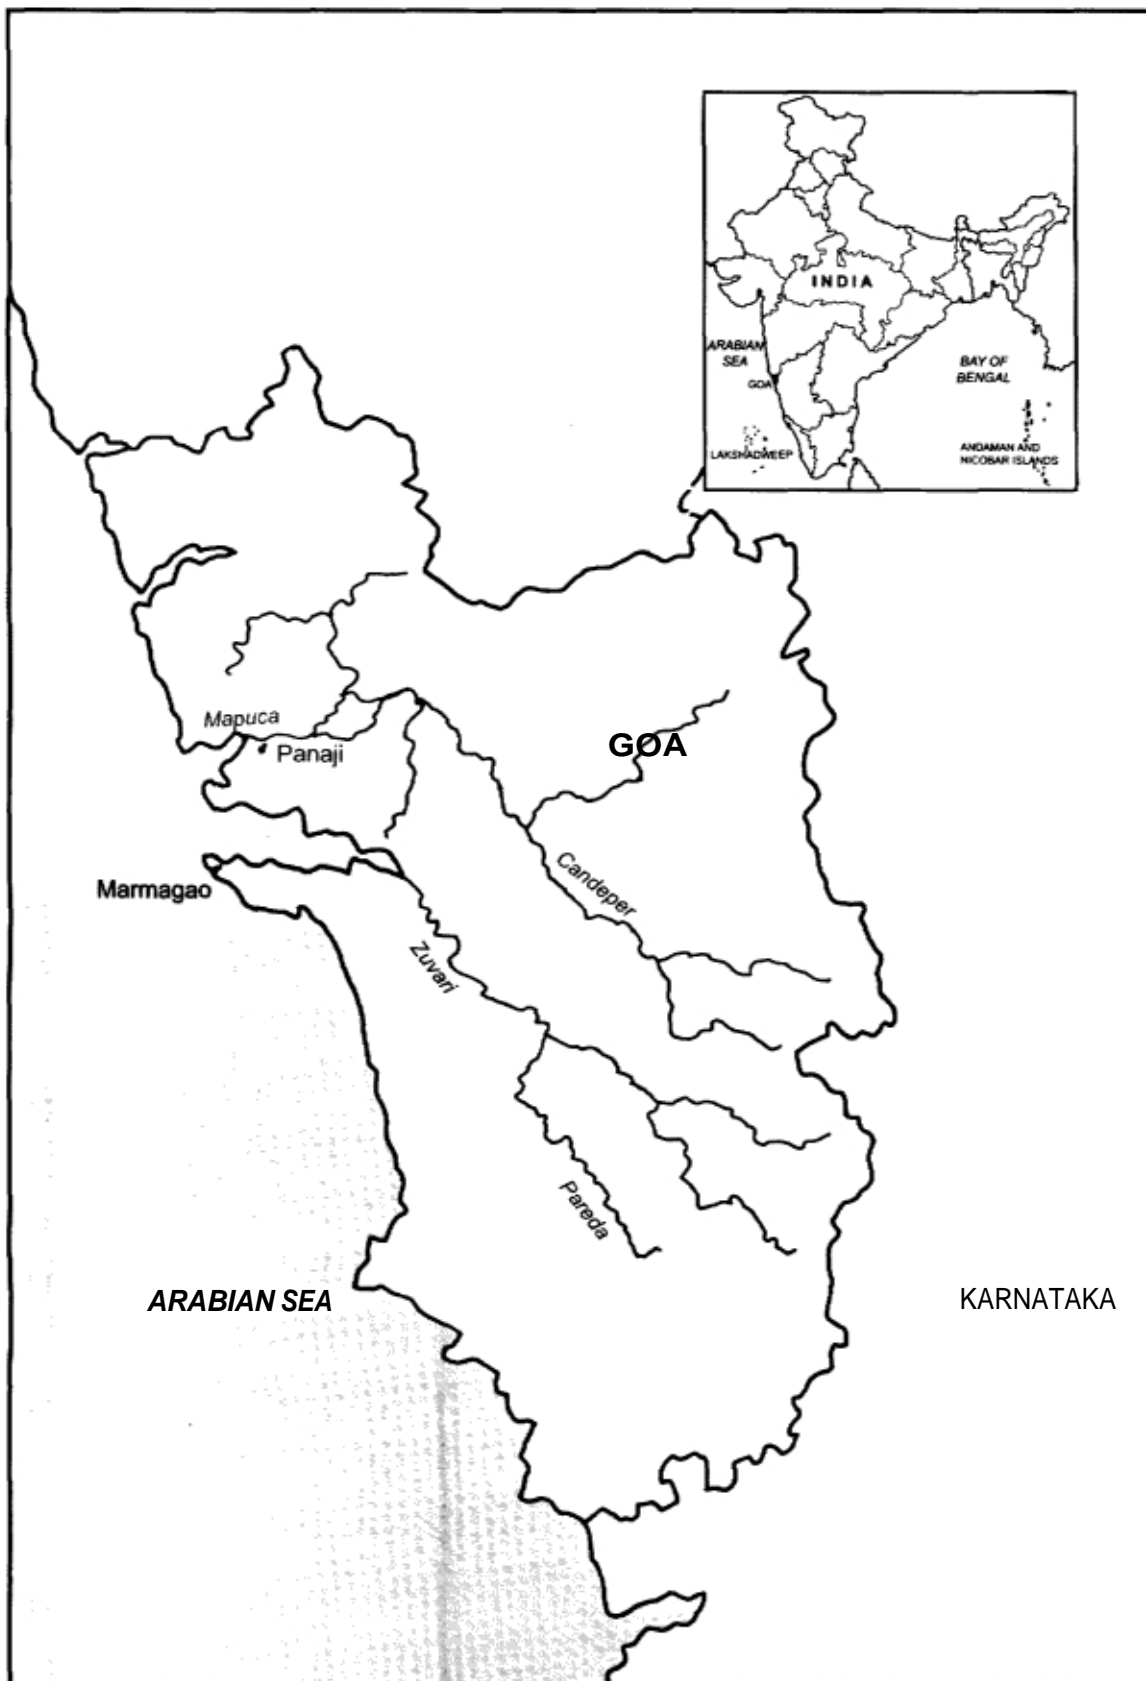 INDIA
ARABIAN
SEA
GOA
BAY OF
BENGAL
LAKSHADWEEP
ANDAMAN AND
NICOBAR ISLANDS
Mapuca
Panaji
GOA
Candeper
Marmagao
Zuvari
Pareda
ARABIAN SEA
KARNATAKA